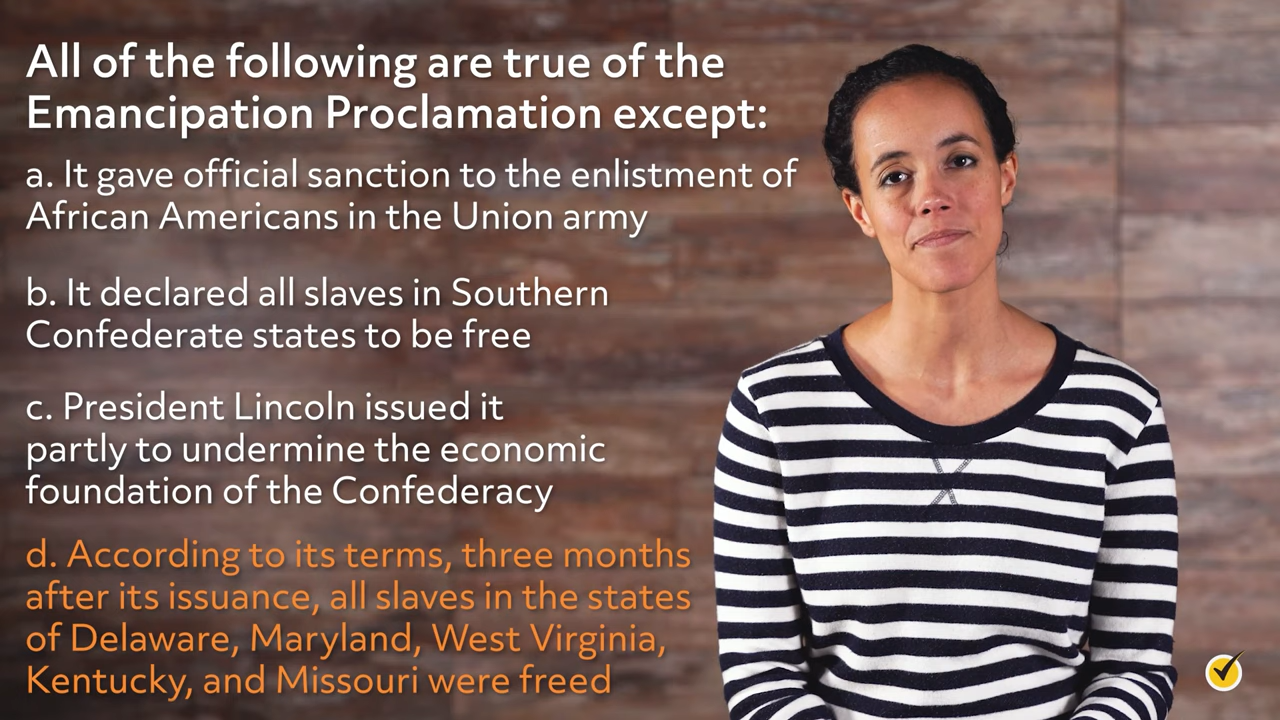 All of the following are true of the
Emancipation Proclamation except:
a. It gave official sanction to the enlistment of
African Americans in the Union army
b. It declared all slaves in Southern
Confederate states to be free
c. President Lincoln issued it
partly to undermine the economic
foundation of the Confederacy
d. According to its terms, three months
after its issuance, all slaves in the states
of Delaware, Maryland, West Virginia,
Kentucky, and Missouri were freed